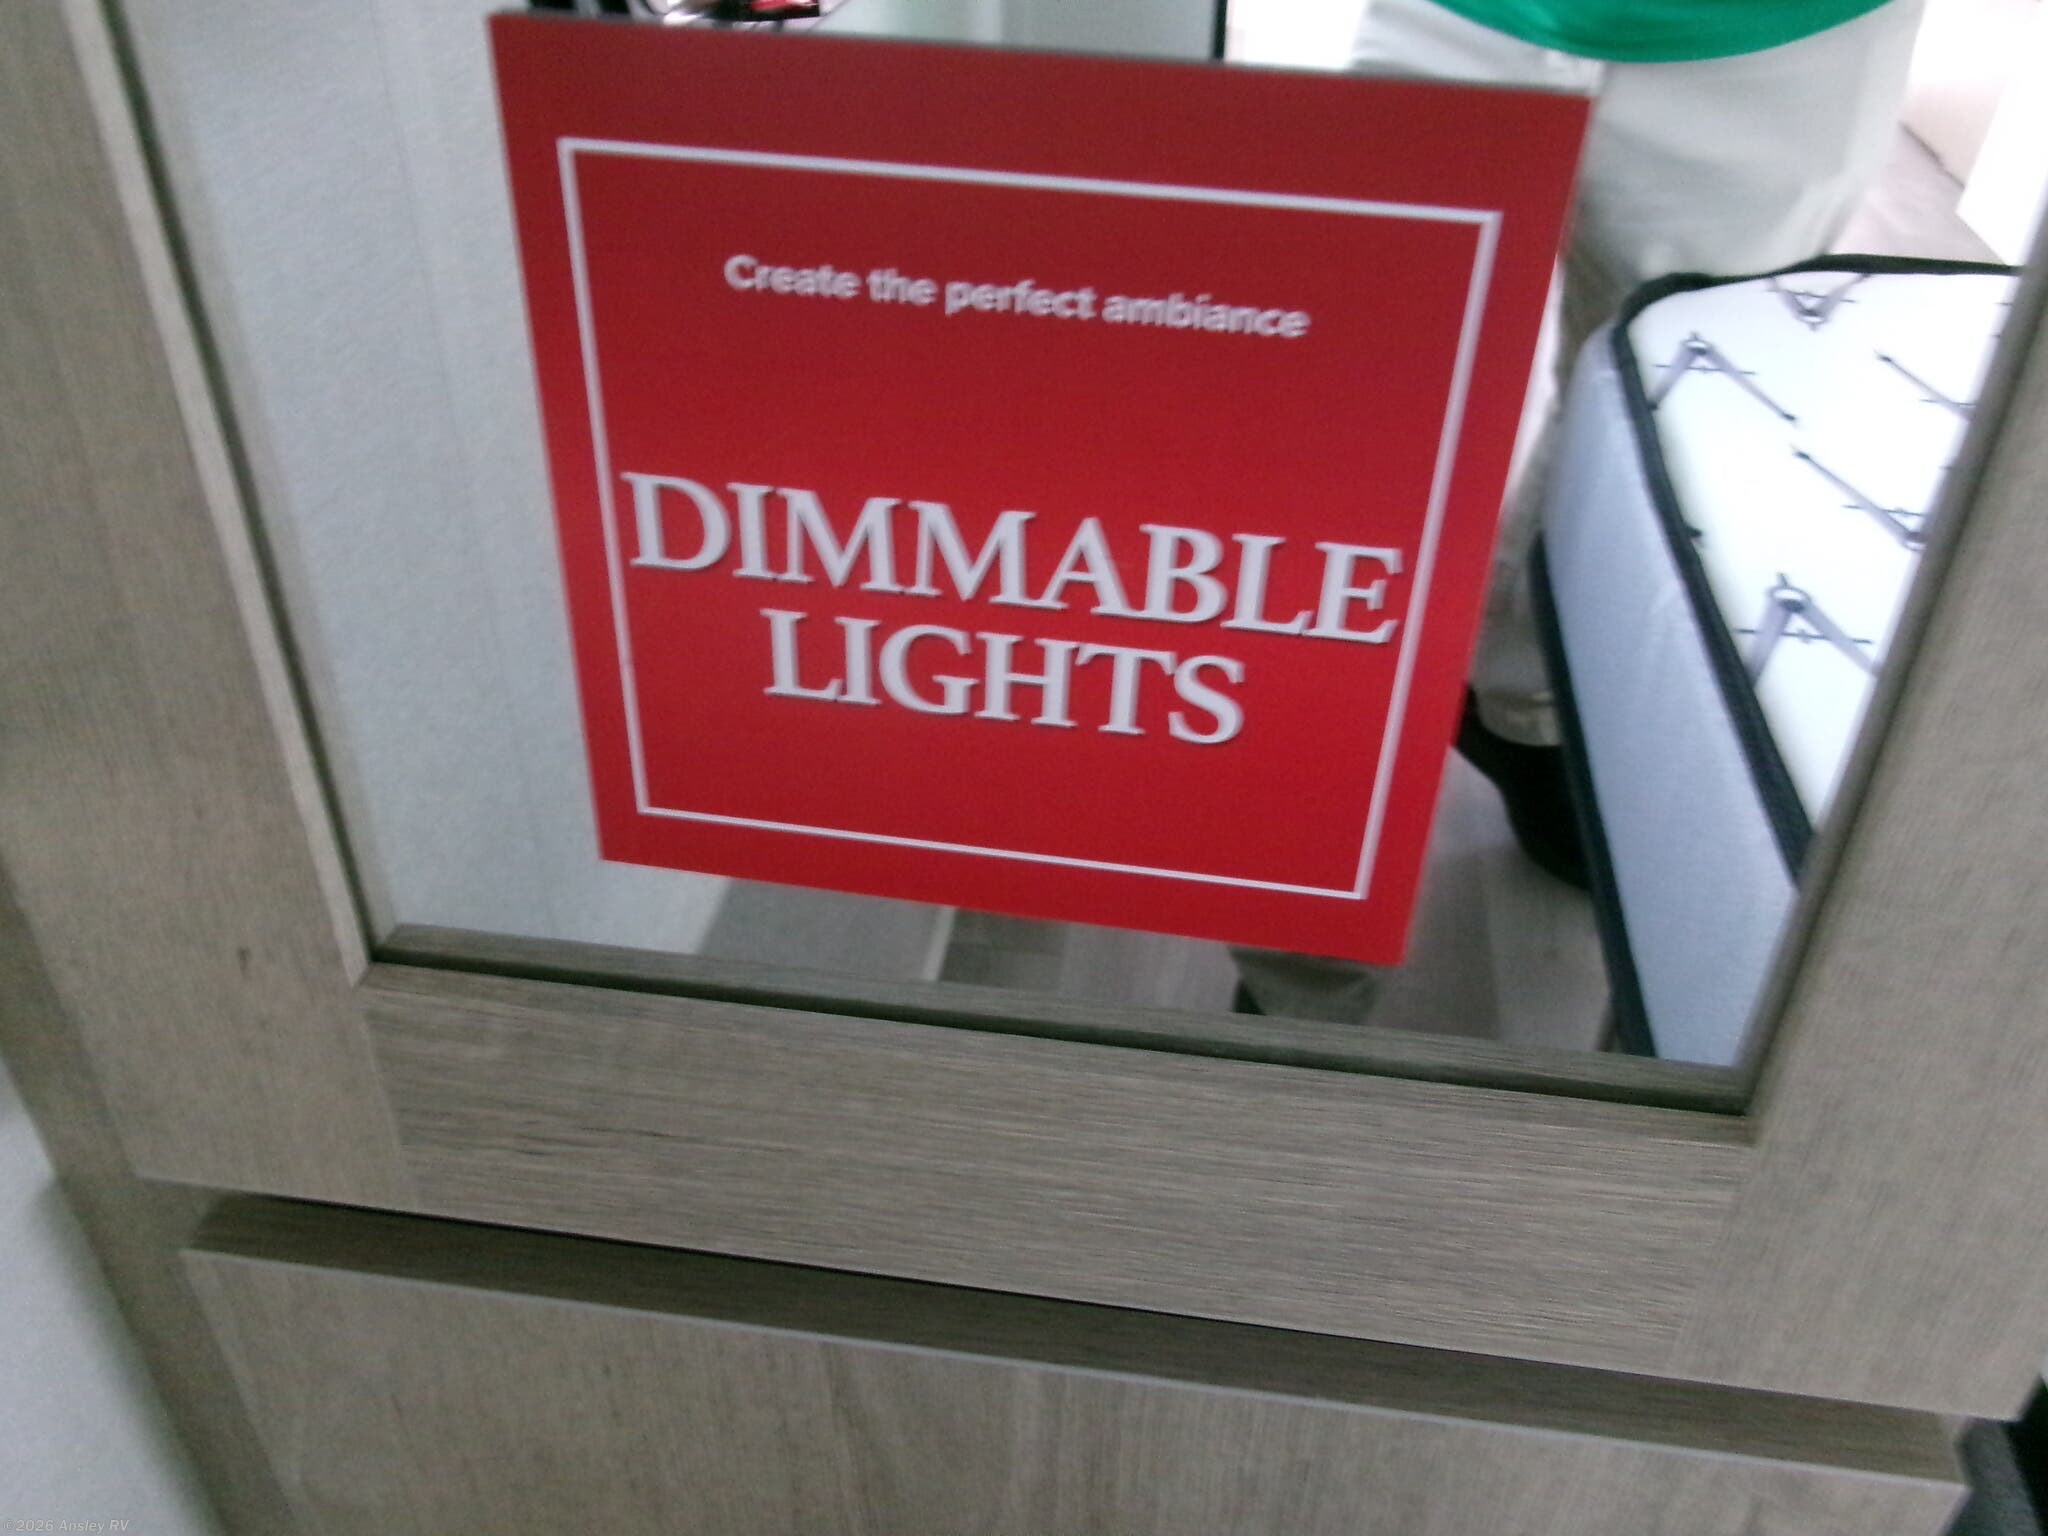 Create the perfect ambiance
DIMMABLE
LIGHTS
©2026 Ansley RV